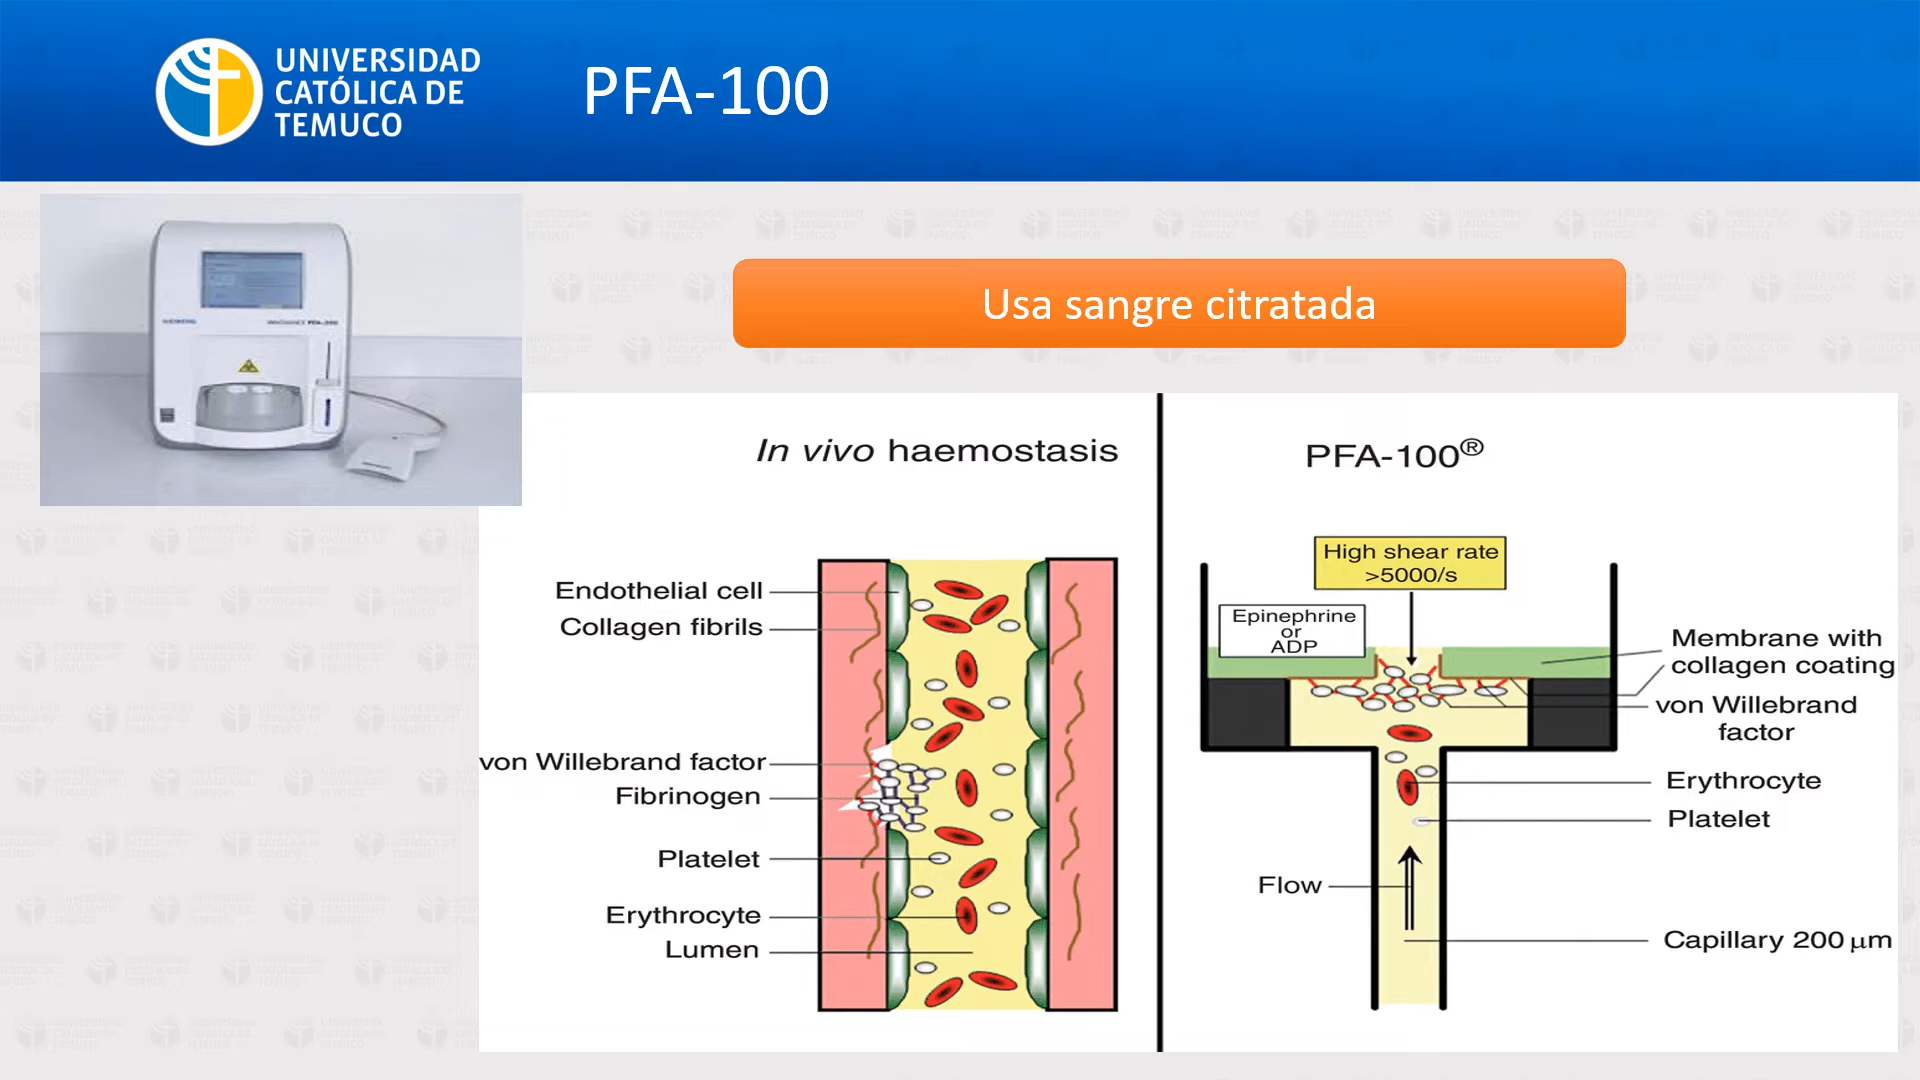 UNIVERSIDAD
CATÓLICA DE
TEMUCO
PFA-100
Usa sangre citratada
In vivo haemostasis
Endothelial cell
Collagen fibrils
von Willebrand factor
Fibrinogen
Platelet
Erythrocyte
Lumen
PFA-100®
High shear rate
>5000/s
Epinephrine
or
ADP
Membrane with
collagen coating
von Willebrand
factor
Erythrocyte
Platelet
Flow
Capillary 200 µm